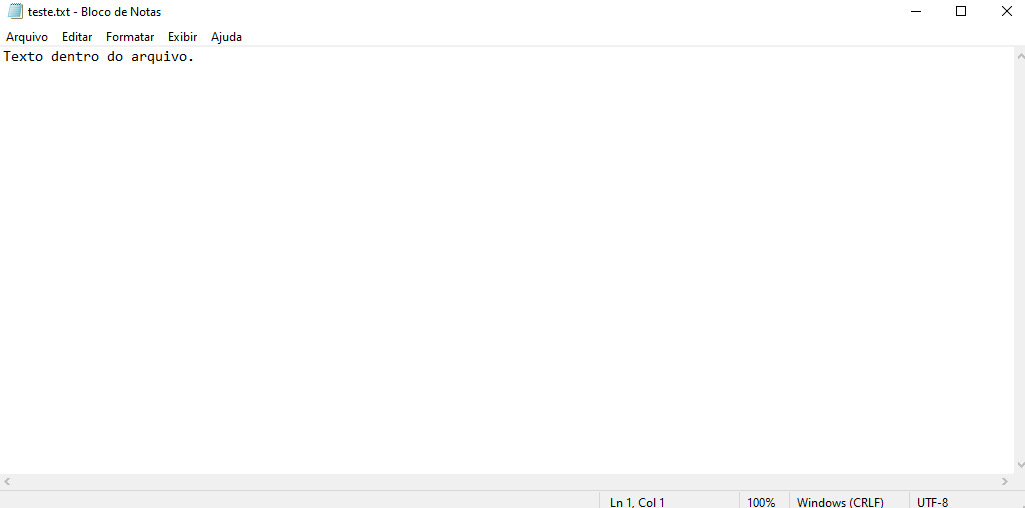 teste.txt - Bloco de Notas
Arquivo Editar Formatar Exibir Ajuda
Texto dentro do arquivo.
Ln 1, Col 1 100% Windows (CRLF) UTF-8